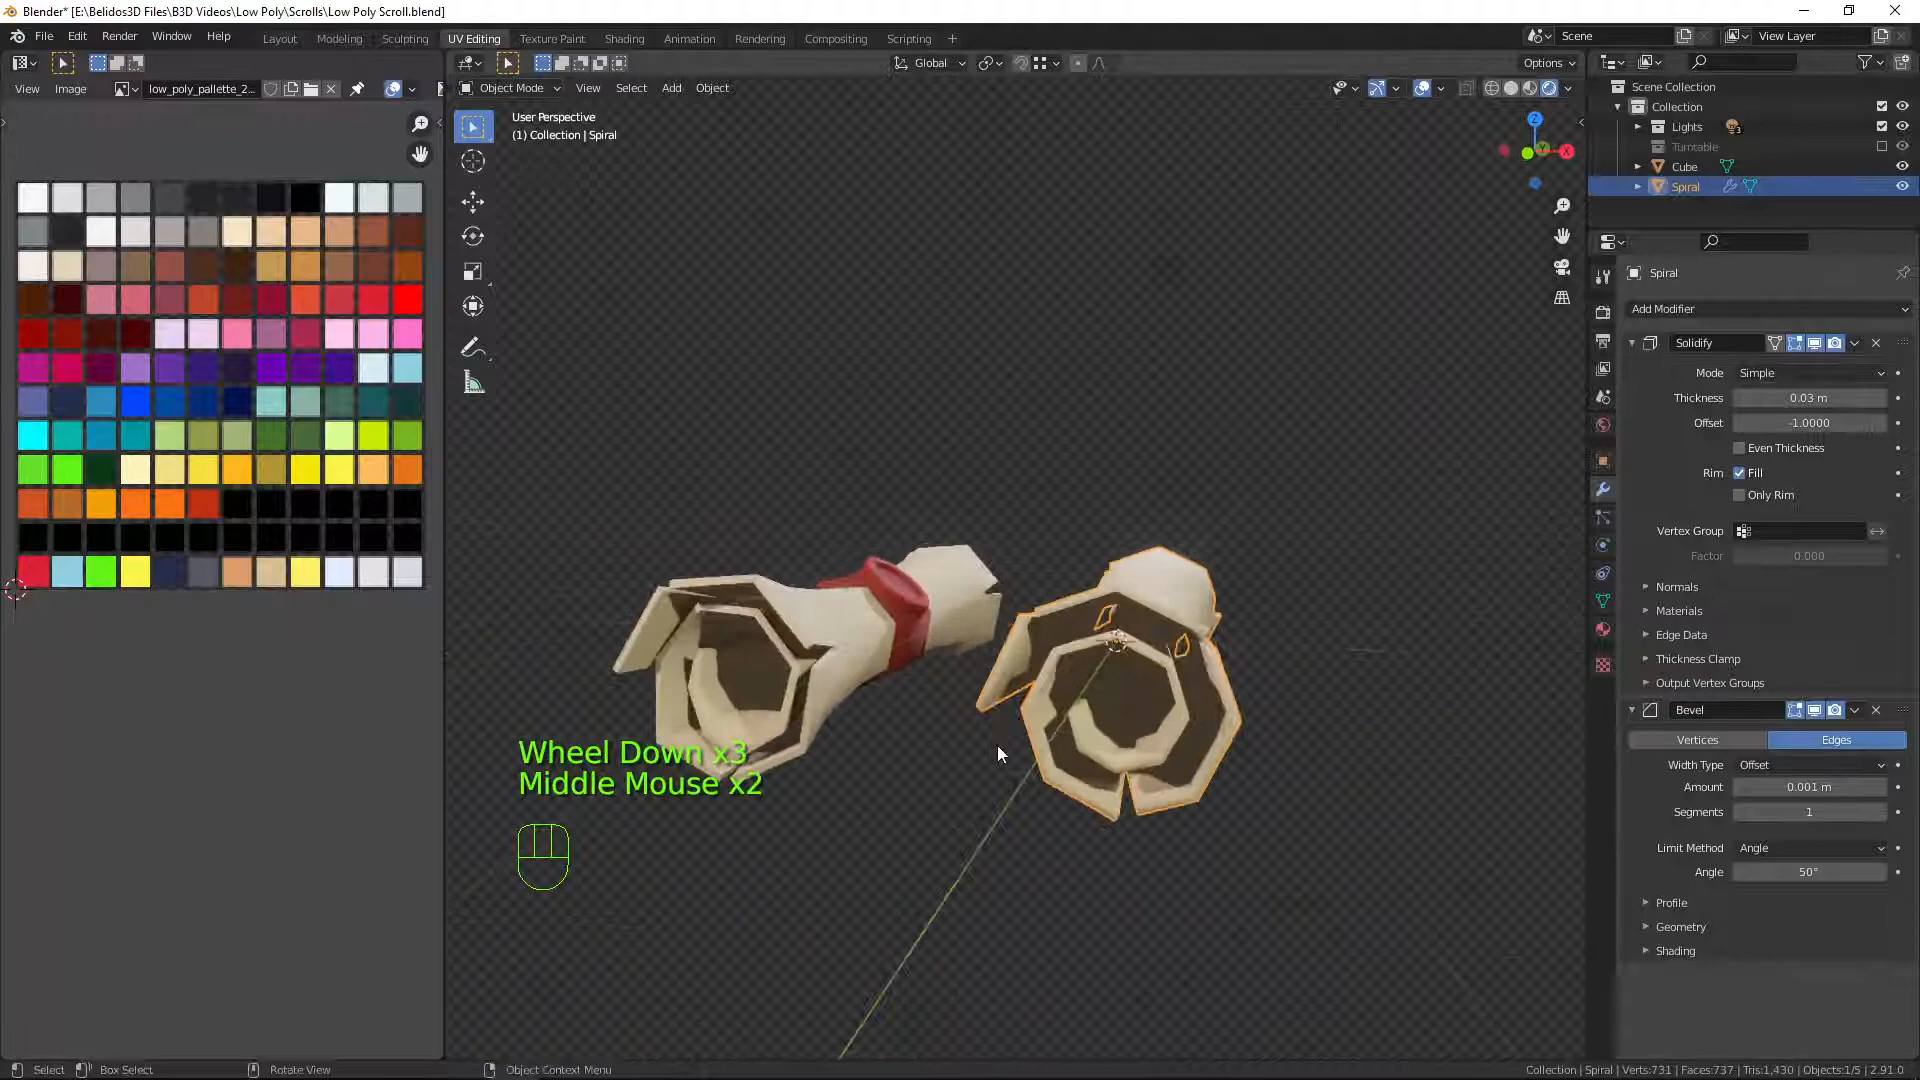 Blender* [E:\Belidos3D Files\B3D Videos\Low Poly\Scrolls\Low Poly Scroll.blend]
File Edit Render Window Help Layout Modeling Sculpting UV Editing Texture Paint Shading Animation Rendering Compositing Scripting Scene View Layer
Global Options
View Image low_poly_pallette_2... Object Mode View Select Add Object
User Perspective
(1) Collection | Spiral
Scene Collection
Collection
Lights 3
Turntable
Cube
Spiral
Z
Y
X
Spiral
Add Modifier
Solidify
Mode Simple
Thickness 0.03 m
Offset -1.0000
Even Thickness
Rim Fill
Only Rim
Vertex Group
Factor 0.000
Normals
Materials
Edge Data
Thickness Clamp
Output Vertex Groups
Bevel
Vertices Edges
Width Type Offset
Amount 0.001 m
Segments 1
Limit Method Angle
Angle 50°
Profile
Geometry
Shading
Wheel Down x3
Middle Mouse x2
Select Box Select Rotate View Object Context Menu Collection | Spiral | Verts:731 | Faces:737 | Tris:1,430 | Objects:1/5 | 2.91.0